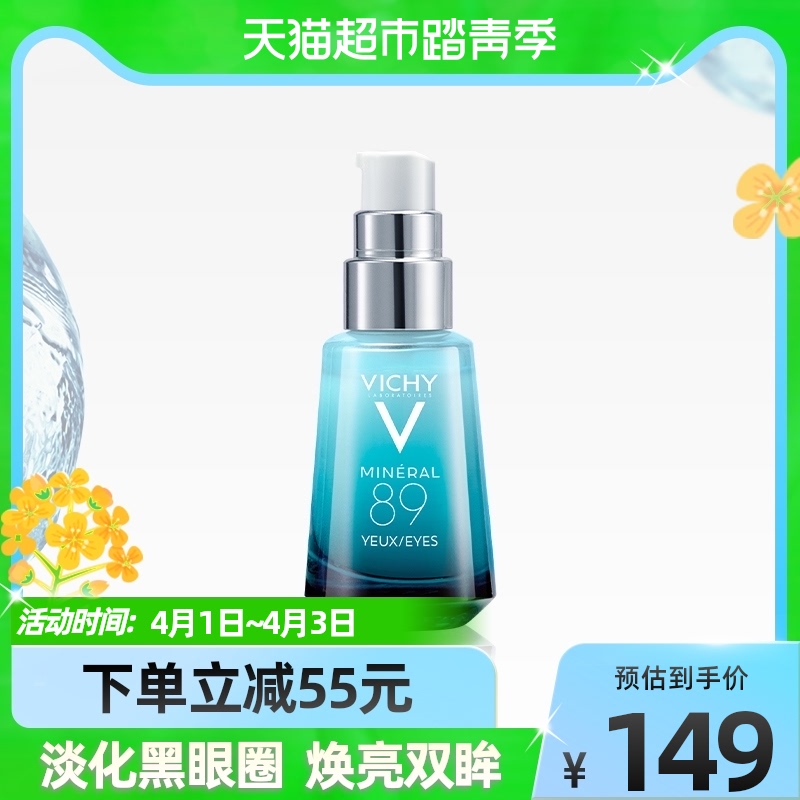 天猫超市踏青季
VICHY
LABORATOIRES
V
MINÉRAL
89
YEUX/EYES
活动时间：4月1日~4月3日
下单立减55元
预估到手价
¥149
淡化黑眼圈 焕亮双眸